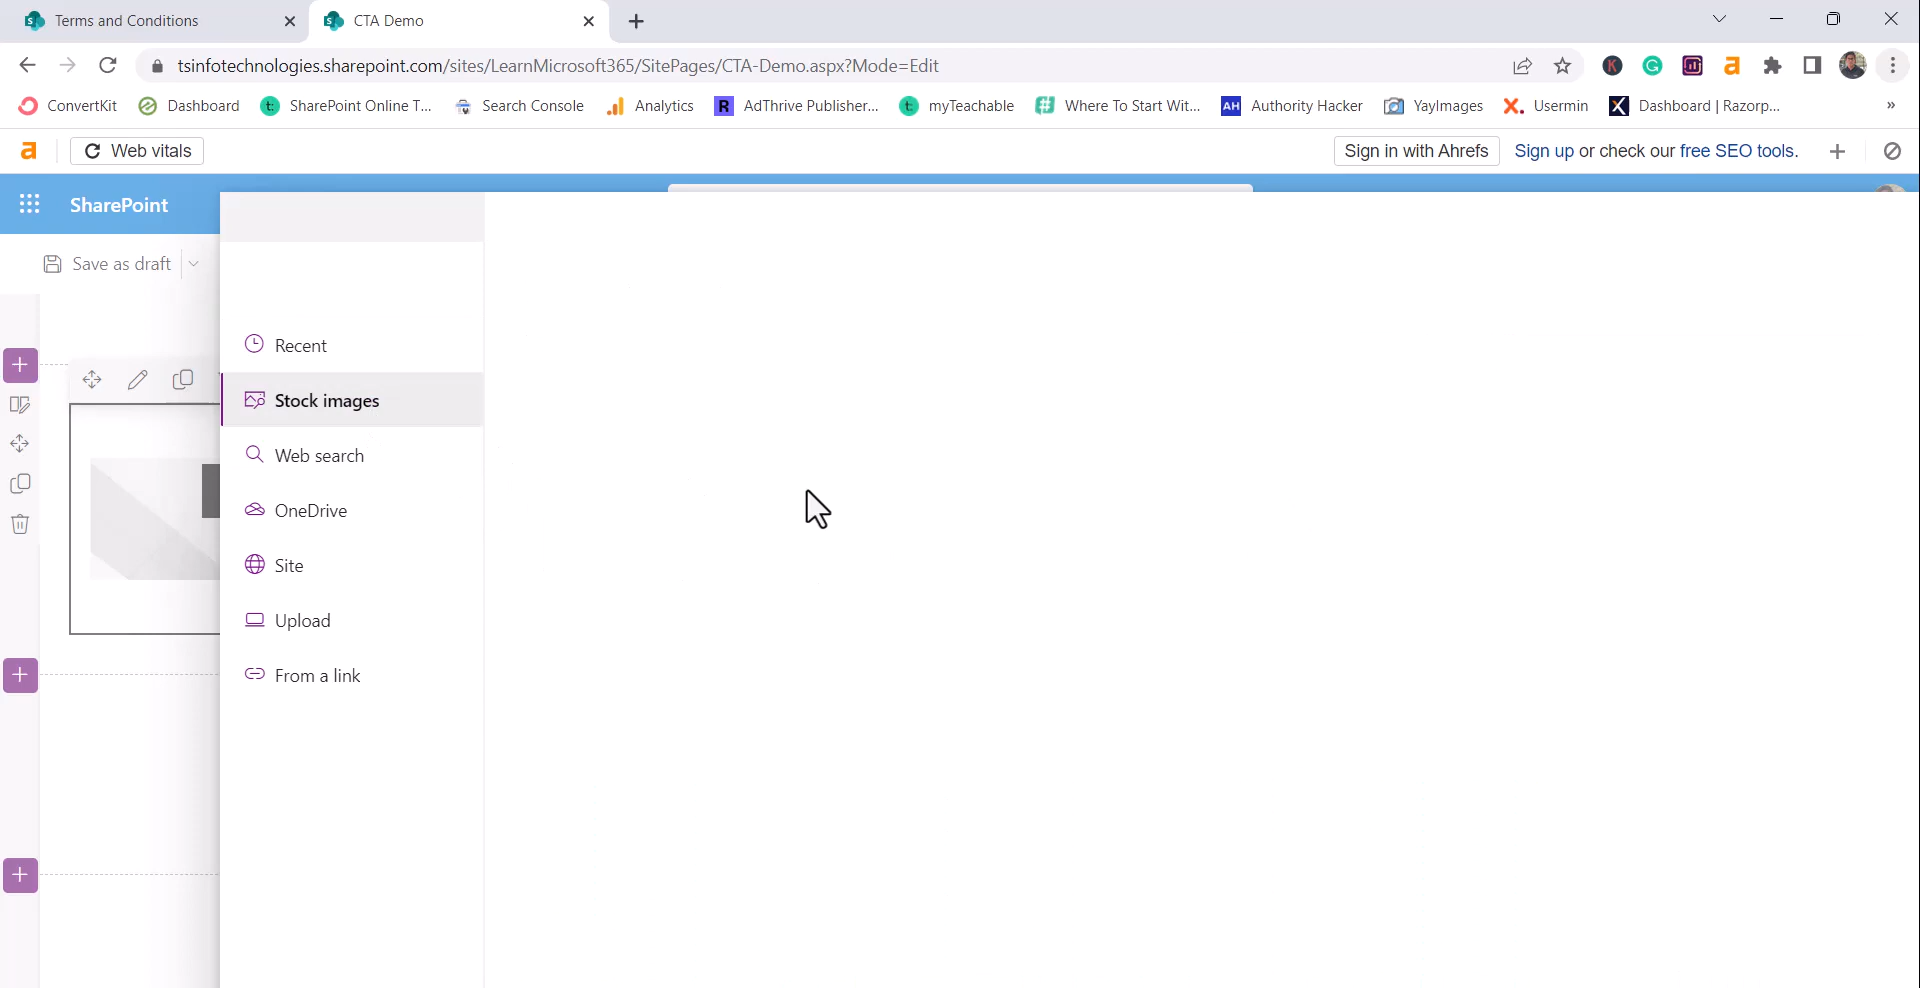 Terms and Conditions
CTA Demo
tsinfotechnologies.sharepoint.com/sites/LearnMicrosoft365/SitePages/CTA-Demo.aspx?Mode=Edit
ConvertKit Dashboard SharePoint Online T... Search Console Analytics AdThrive Publisher... myTeachable Where To Start Wit... Authority Hacker YayImages Usermin Dashboard | Razorp... »
Web vitals Sign in with Ahrefs Sign up or check our free SEO tools.
SharePoint
Save as draft
Recent
Stock images
Web search
OneDrive
Site
Upload
From a link